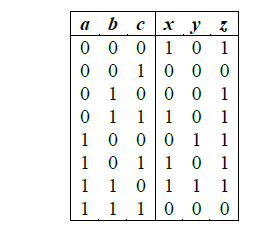 a b c x y z
0 0 0 1 0 1
0 0 1 0 0 0
0 1 0 0 0 1
0 1 1 1 0 1
1 0 0 0 1 1
1 0 1 1 0 1
1 1 0 1 1 1
1 1 1 0 0 0